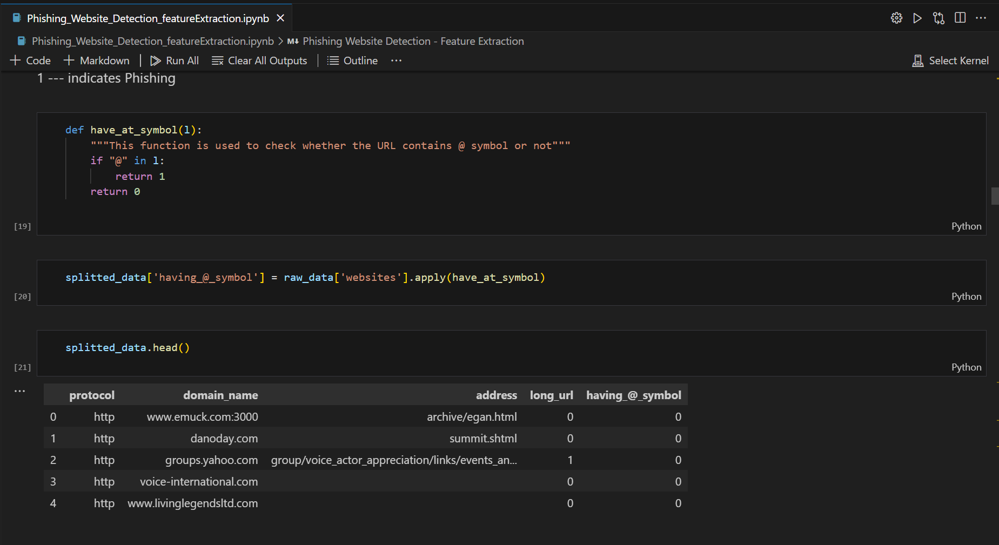 Phishing_Website_Detection_featureExtraction.ipynb
Phishing_Website_Detection_featureExtraction.ipynb > M↓ Phishing Website Detection - Feature Extraction
+ Code + Markdown | Run All Clear All Outputs | Outline ... Select Kernel
1 --- indicates Phishing
def have_at_symbol(l):
    """This function is used to check whether the URL contains @ symbol or not"""
    if "@" in l:
        return 1
    return 0
[19] Python
splitted_data['having_@_symbol'] = raw_data['websites'].apply(have_at_symbol)
[20] Python
splitted_data.head()
[21] Python
... protocol domain_name address long_url having_@_symbol
0 http www.emuck.com:3000 archive/egan.html 0 0
1 http danoday.com summit.shtml 0 0
2 http groups.yahoo.com group/voice_actor_appreciation/links/events_an... 1 0
3 http voice-international.com 0 0
4 http www.livinglegendsltd.com 0 0